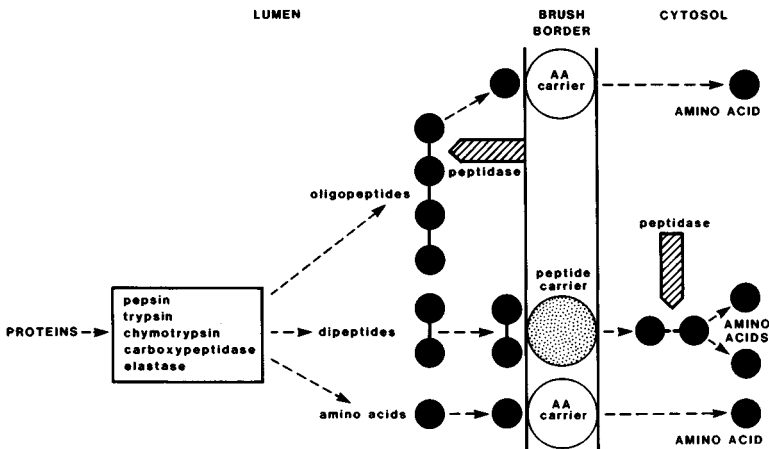 LUMEN
BRUSH
BORDER
CYTOSOL
AA
carrier
AMINO ACID
peptidase
oligopeptides
peptidase
peptide
carrier
PROTEINS
pepsin
trypsin
chymotrypsin
carboxypeptidase
elastase
dipeptides
AMINO
ACIDS
amino acids
AA
carrier
AMINO ACID